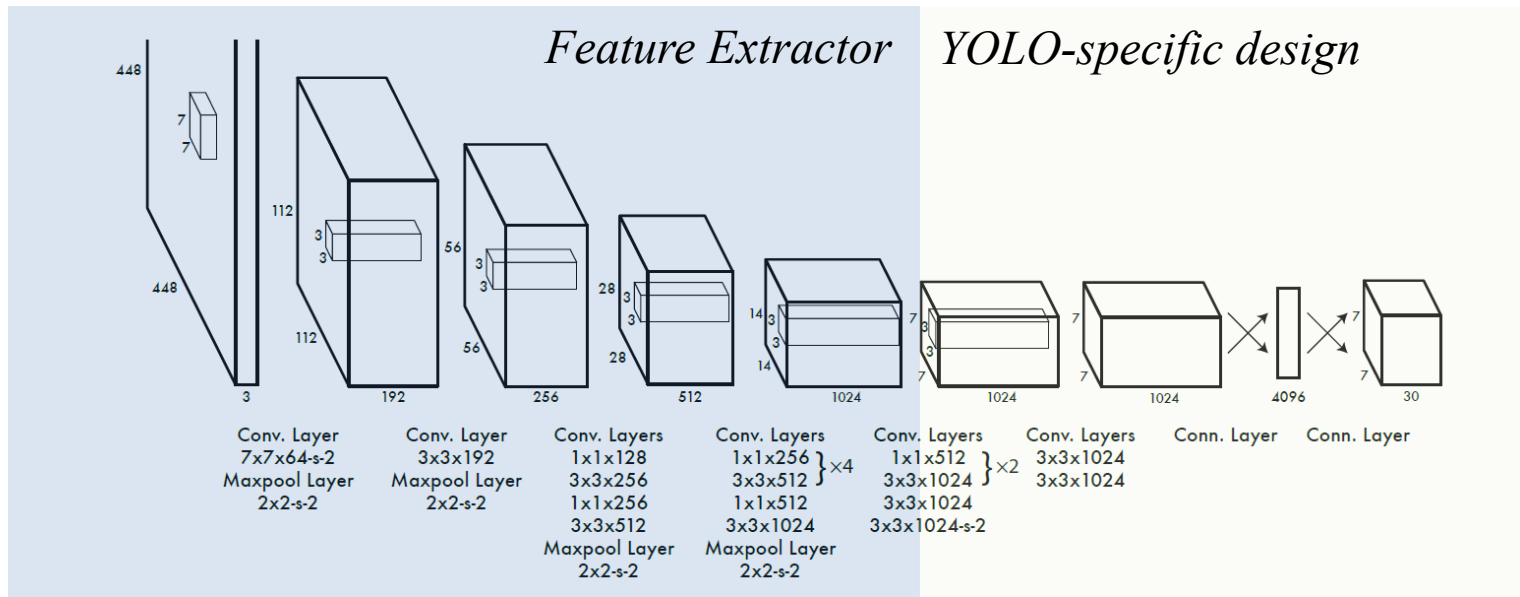 Feature Extractor
YOLO-specific design
448
7
7
448
3
112
3
3
112
192
56
3
3
56
256
28
3
3
28
512
14
3
3
14
1024
7
3
3
7
1024
7
7
1024
4096
7
7
30
Conv. Layer
7x7x64-s-2
Maxpool Layer
2x2-s-2
Conv. Layer
3x3x192
Maxpool Layer
2x2-s-2
Conv. Layers
1x1x128
3x3x256
1x1x256
3x3x512
Maxpool Layer
2x2-s-2
Conv. Layers
1x1x256
3x3x512
}×4
1x1x512
3x3x1024
Maxpool Layer
2x2-s-2
Conv. Layers
1x1x512
3x3x1024
}×2
3x3x1024
3x3x1024-s-2
Conv. Layers
3x3x1024
3x3x1024
Conn. Layer
Conn. Layer